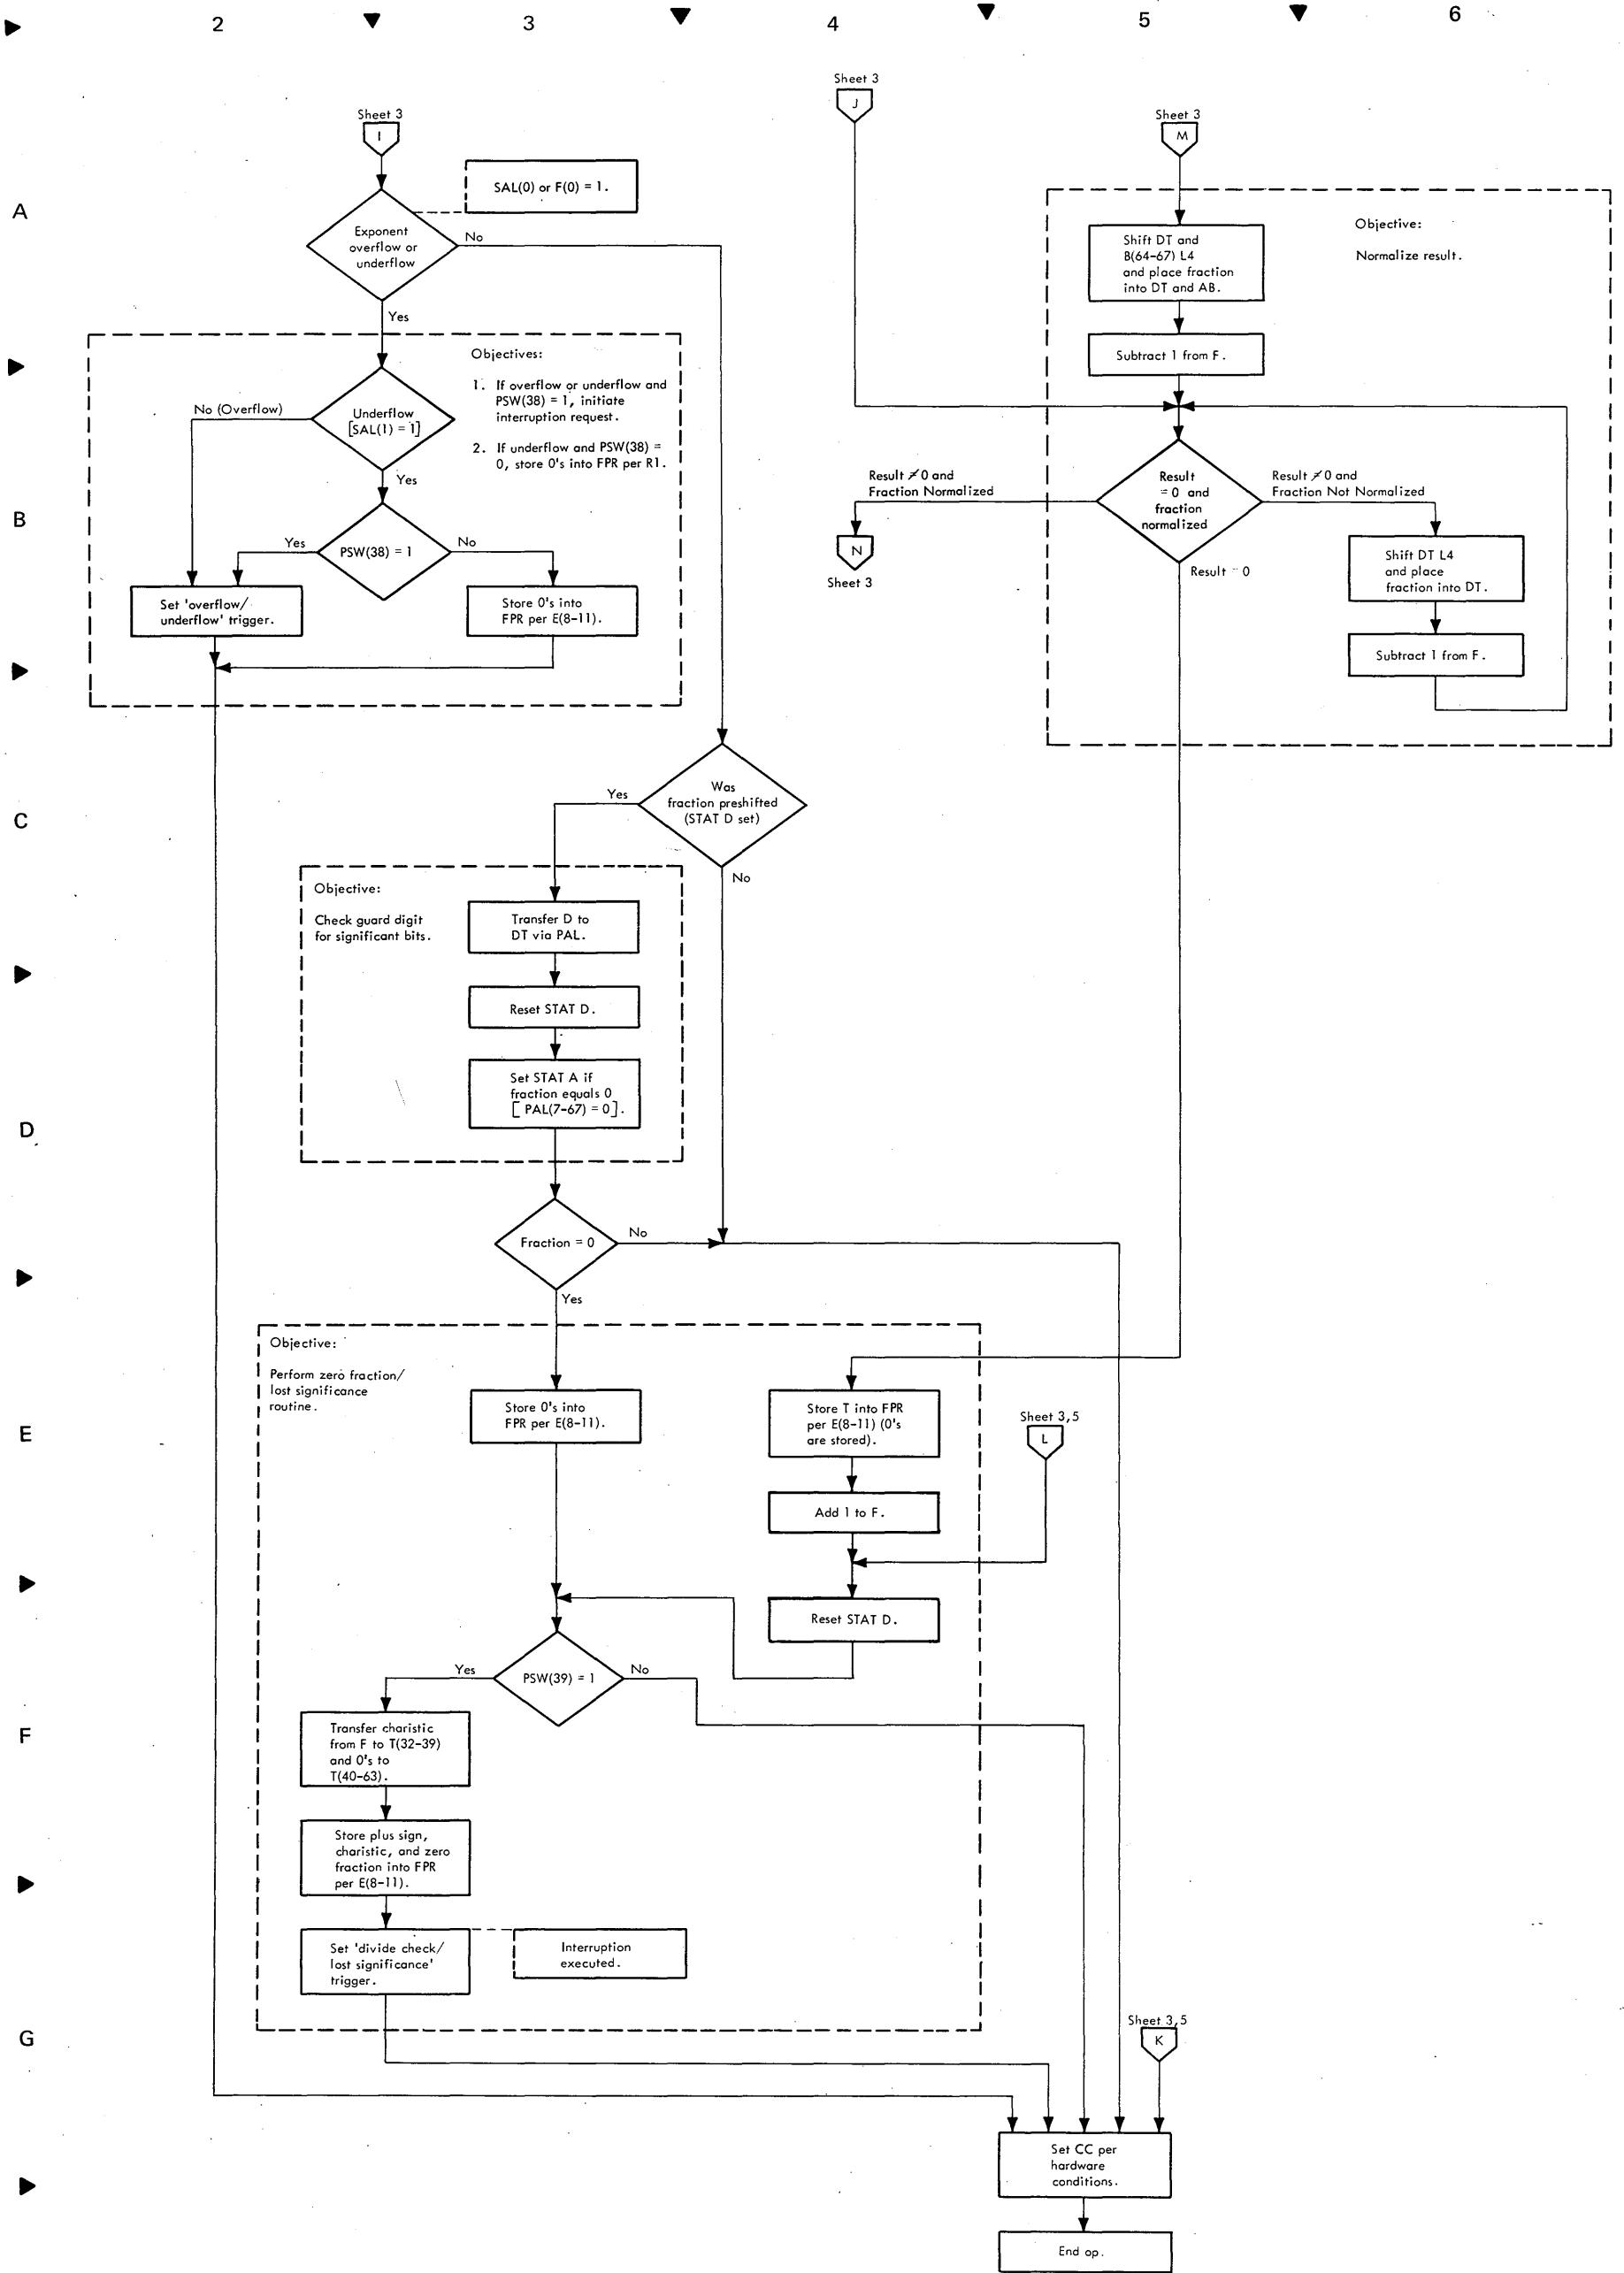 2 3 4 5 6
Sheet 3
J
Sheet 3
I
Sheet 3
M
A
SAL(0) or F(0) = 1.
Exponent
overflow or
underflow
No
Yes
Shift DT and
B(64-67) L4
and place fraction
into DT and AB.
Objective:
Normalize result.
Subtract 1 from F.
Objectives:
1. If overflow or underflow and
PSW(38) = 1, initiate
interruption request.
2. If underflow and PSW(38) =
0, store 0's into FPR per R1.
No (Overflow)
Underflow
[SAL(1) = 1]
Yes
B
Yes
PSW(38) = 1
No
Set 'overflow/
underflow' trigger.
Store 0's into
FPR per E(8-11).
Result ≠ 0 and
Fraction Normalized
Result
= 0 and
fraction
normalized
Result ≠ 0 and
Fraction Not Normalized
N
Sheet 3
Result = 0
Shift DT L4
and place
fraction into DT.
Subtract 1 from F.
C
Yes
Was
fraction preshifted
(STAT D set)
No
Objective:
Check guard digit
for significant bits.
Transfer D to
DT via PAL.
Reset STAT D.
Set STAT A if
fraction equals 0
[ PAL(7-67) = 0].
D
Fraction = 0
No
Yes
Objective:
Perform zero fraction/
lost significance
routine.
E
Store 0's into
FPR per E(8-11).
Store T into FPR
per E(8-11) (0's
are stored).
Sheet 3,5
L
Add 1 to F.
Reset STAT D.
Yes
PSW(39) = 1
No
F
Transfer charistic
from F to T(32-39)
and 0's to
T(40-63).
Store plus sign,
charistic, and zero
fraction into FPR
per E(8-11).
Set 'divide check/
lost significance'
trigger.
Interruption
executed.
G
Sheet 3,5
K
Set CC per
hardware
conditions.
End op.